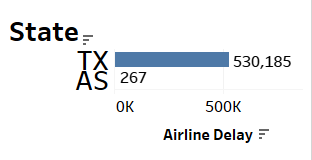 State
TX 530,185
AS 267
0K 500K
Airline Delay